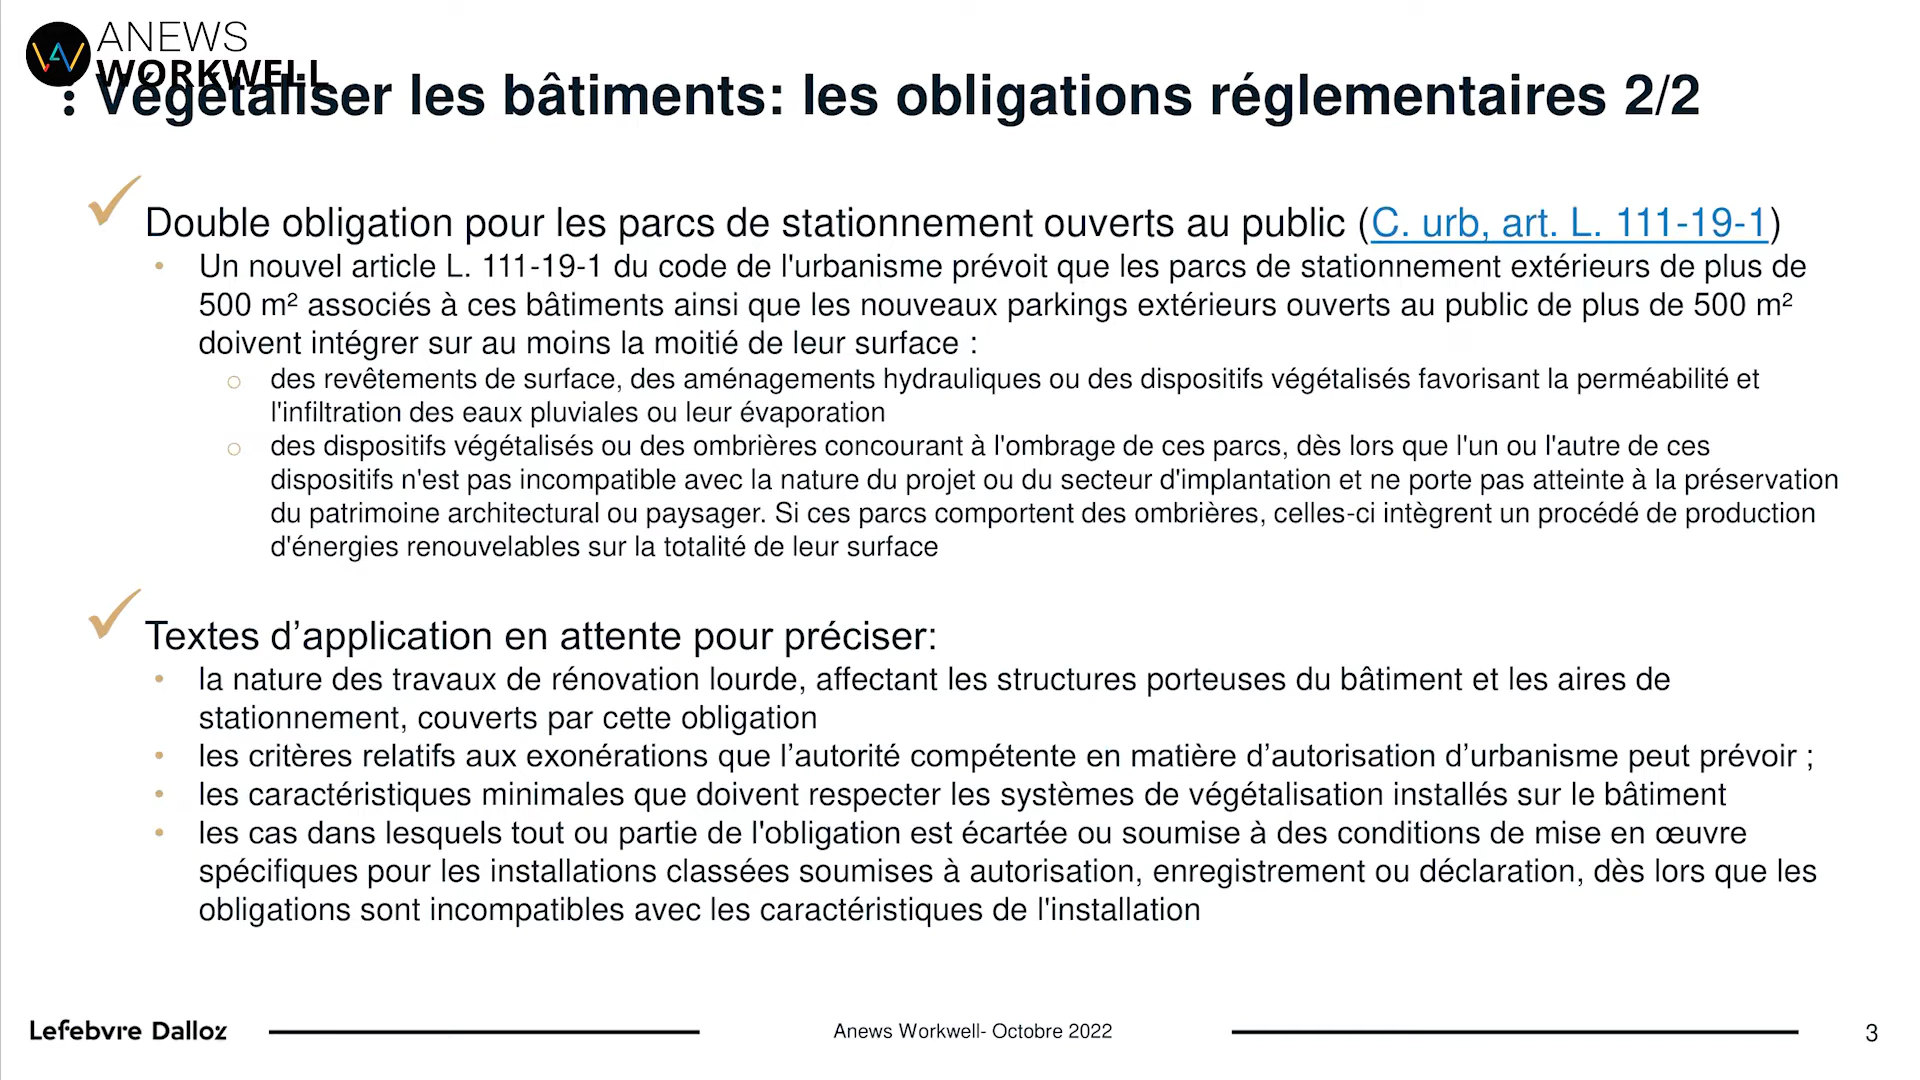 ANEWS
WORKWELL
: Végétaliser les bâtiments: les obligations réglementaires 2/2
Double obligation pour les parcs de stationnement ouverts au public (C. urb, art. L. 111-19-1)
• Un nouvel article L. 111-19-1 du code de l'urbanisme prévoit que les parcs de stationnement extérieurs de plus de
500 m² associés à ces bâtiments ainsi que les nouveaux parkings extérieurs ouverts au public de plus de 500 m²
doivent intégrer sur au moins la moitié de leur surface :
○ des revêtements de surface, des aménagements hydrauliques ou des dispositifs végétalisés favorisant la perméabilité et
l'infiltration des eaux pluviales ou leur évaporation
○ des dispositifs végétalisés ou des ombrières concourant à l'ombrage de ces parcs, dès lors que l'un ou l'autre de ces
dispositifs n'est pas incompatible avec la nature du projet ou du secteur d'implantation et ne porte pas atteinte à la préservation
du patrimoine architectural ou paysager. Si ces parcs comportent des ombrières, celles-ci intègrent un procédé de production
d'énergies renouvelables sur la totalité de leur surface
Textes d’application en attente pour préciser:
• la nature des travaux de rénovation lourde, affectant les structures porteuses du bâtiment et les aires de
stationnement, couverts par cette obligation
• les critères relatifs aux exonérations que l’autorité compétente en matière d’autorisation d’urbanisme peut prévoir ;
• les caractéristiques minimales que doivent respecter les systèmes de végétalisation installés sur le bâtiment
• les cas dans lesquels tout ou partie de l'obligation est écartée ou soumise à des conditions de mise en œuvre
spécifiques pour les installations classées soumises à autorisation, enregistrement ou déclaration, dès lors que les
obligations sont incompatibles avec les caractéristiques de l'installation
Lefebvre Dalloz
Anews Workwell- Octobre 2022
3